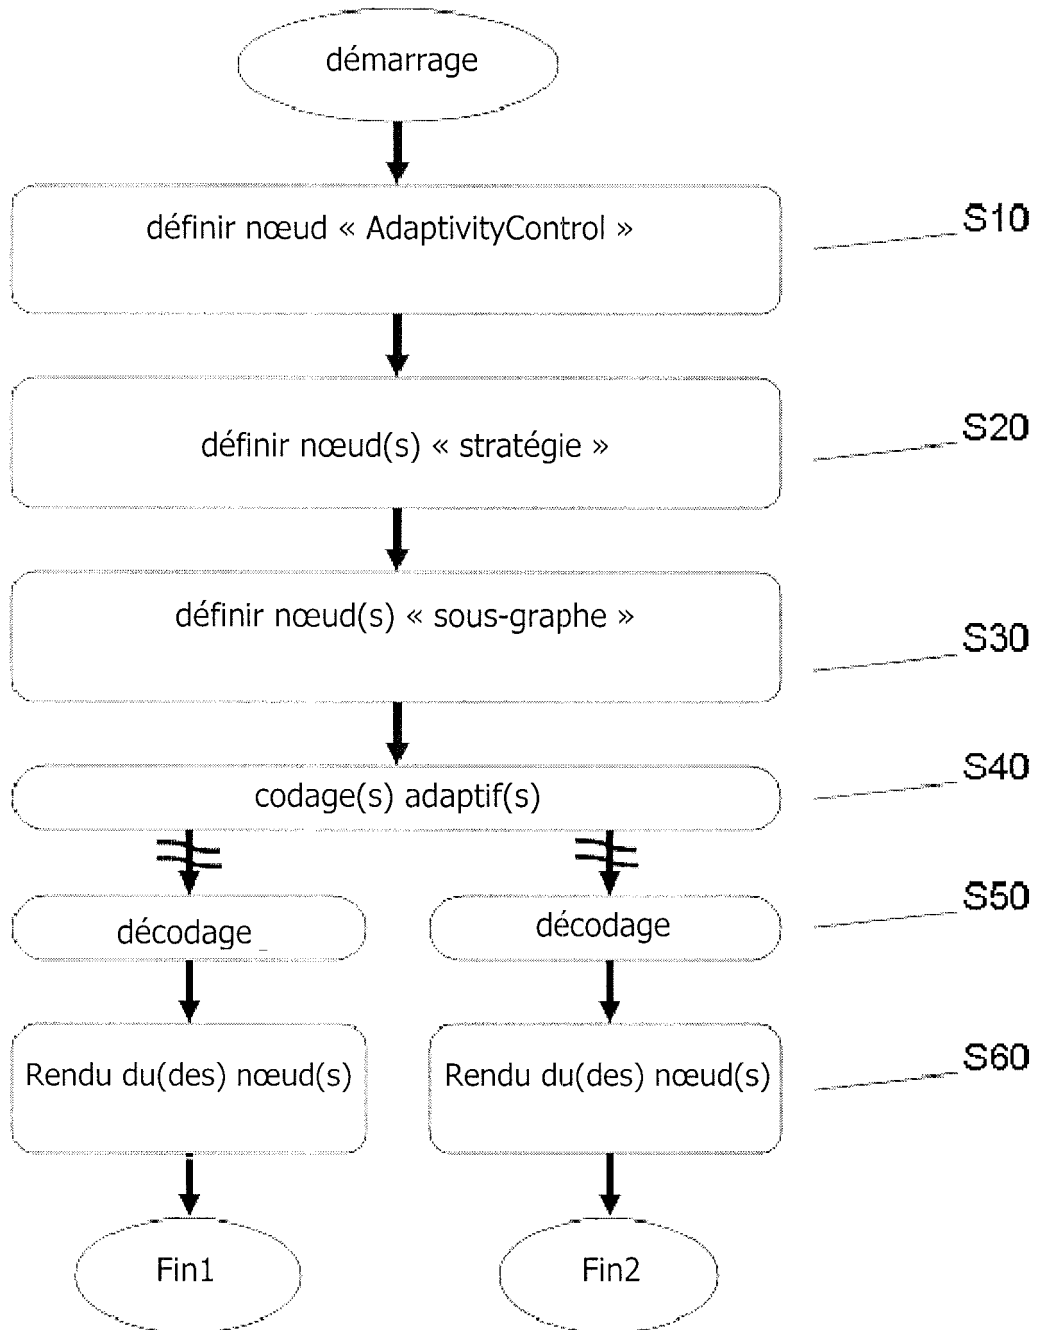 démarrage
définir nœud « AdaptivityControl »
S10
définir nœud(s) « stratégie »
S20
définir nœud(s) « sous-graphe »
S30
codage(s) adaptif(s)
S40
décodage
décodage
S50
Rendu du(des) nœud(s)
Rendu du(des) nœud(s)
S60
Fin1
Fin2